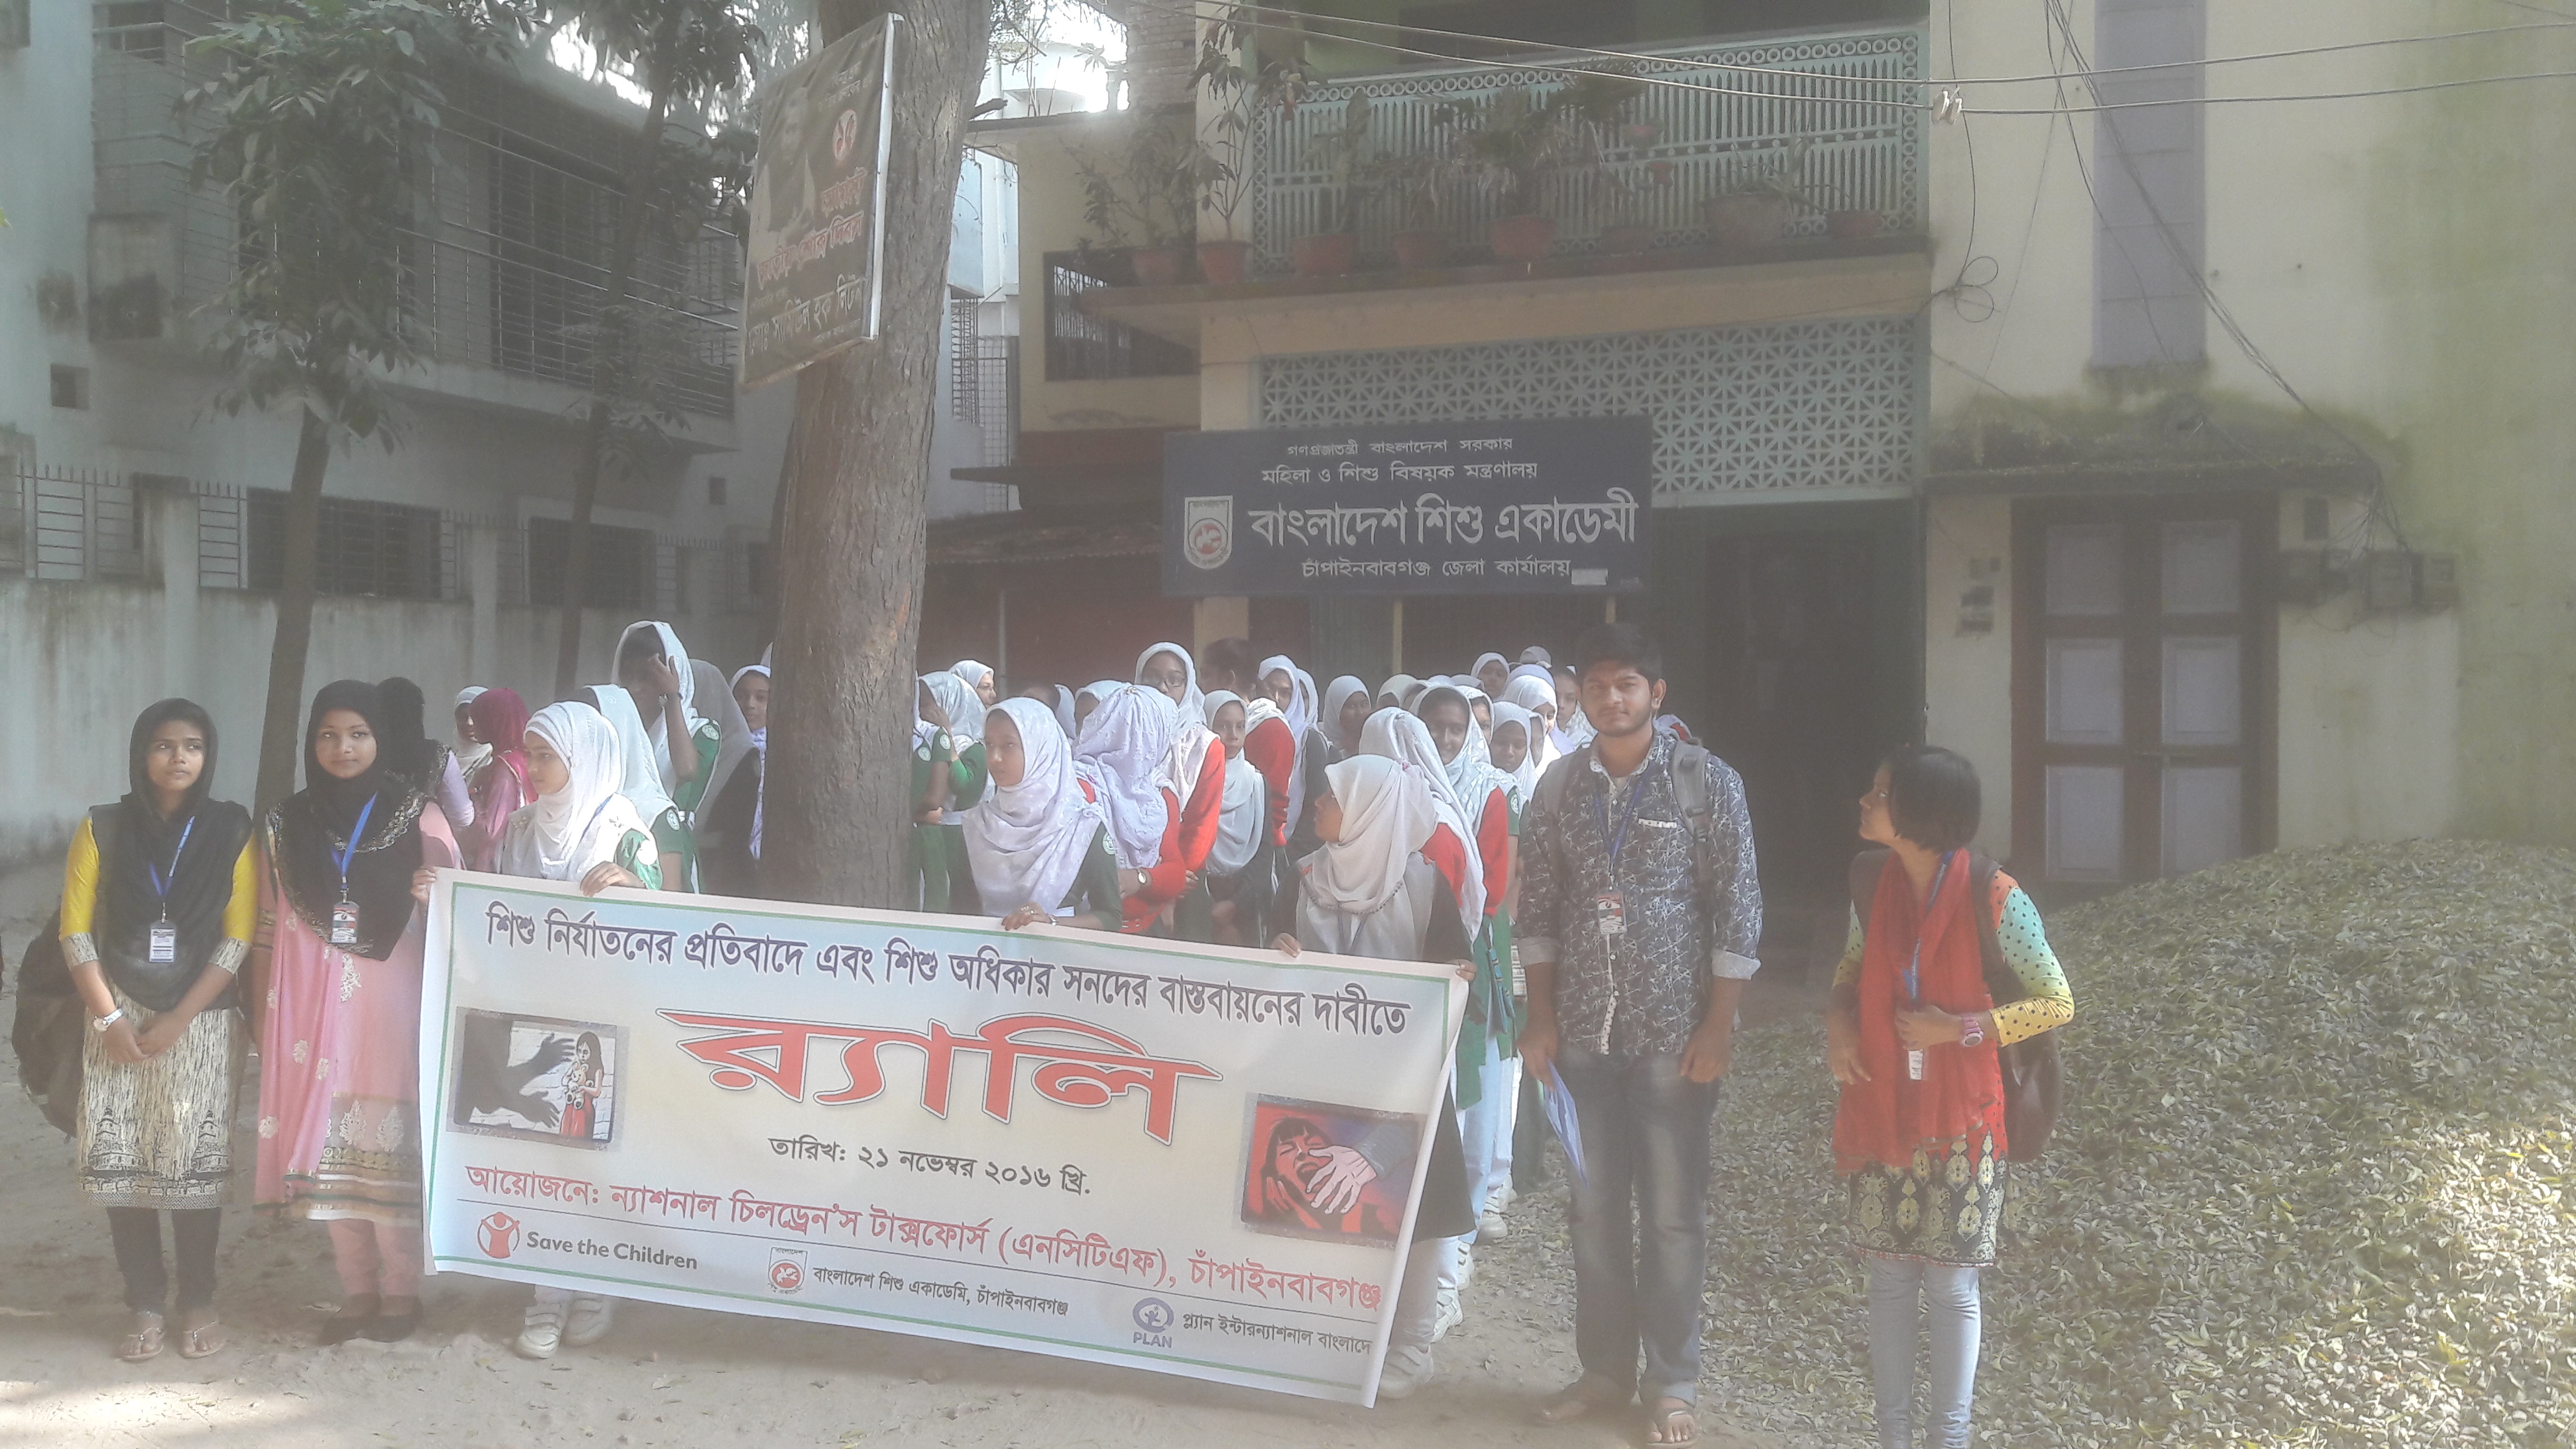 জাতীয় শোক দিবস
গণপ্রজাতন্ত্রী বাংলাদেশ সরকার
মহিলা ও শিশু বিষয়ক মন্ত্রণালয়
বাংলাদেশ শিশু একাডেমী
চাঁপাইনবাবগঞ্জ জেলা কার্যালয়
শিশু নির্যাতনের প্রতিবাদে এবং শিশু অধিকার সনদের বাস্তবায়নের দাবীতে
র‍্যালি
তারিখ: ২১ নভেম্বর ২০১৬ খ্রি.
আয়োজনে: ন্যাশনাল চিলড্রেন'স টাক্সফোর্স (এনসিটিএফ), চাঁপাইনবাবগঞ্জ
Save the Children
বাংলাদেশ শিশু একাডেমি, চাঁপাইনবাবগঞ্জ
PLAN
প্ল্যান ইন্টারন্যাশনাল বাংলাদে